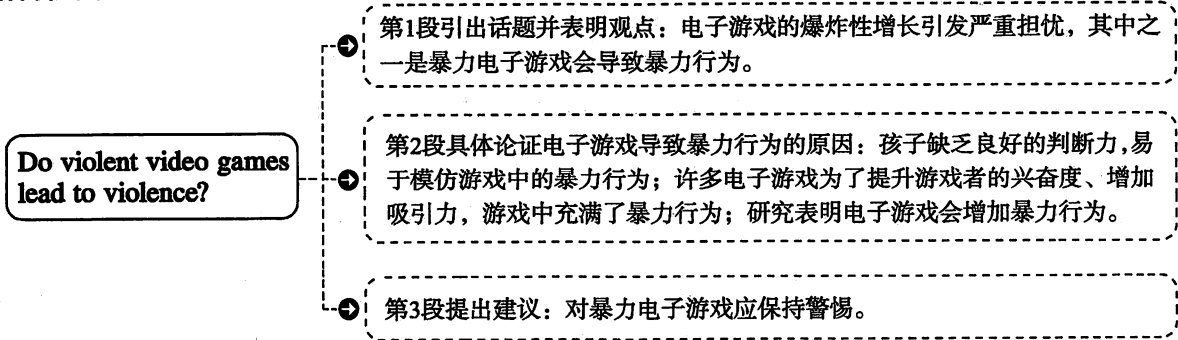 第1段引出话题并表明观点：电子游戏的爆炸性增长引发严重担忧，其中之
一是暴力电子游戏会导致暴力行为。
Do violent video games
lead to violence?
第2段具体论证电子游戏导致暴力行为的原因：孩子缺乏良好的判断力，易
于模仿游戏中的暴力行为；许多电子游戏为了提升游戏者的兴奋度、增加
吸引力，游戏中充满了暴力行为；研究表明电子游戏会增加暴力行为。
第3段提出建议：对暴力电子游戏应保持警惕。